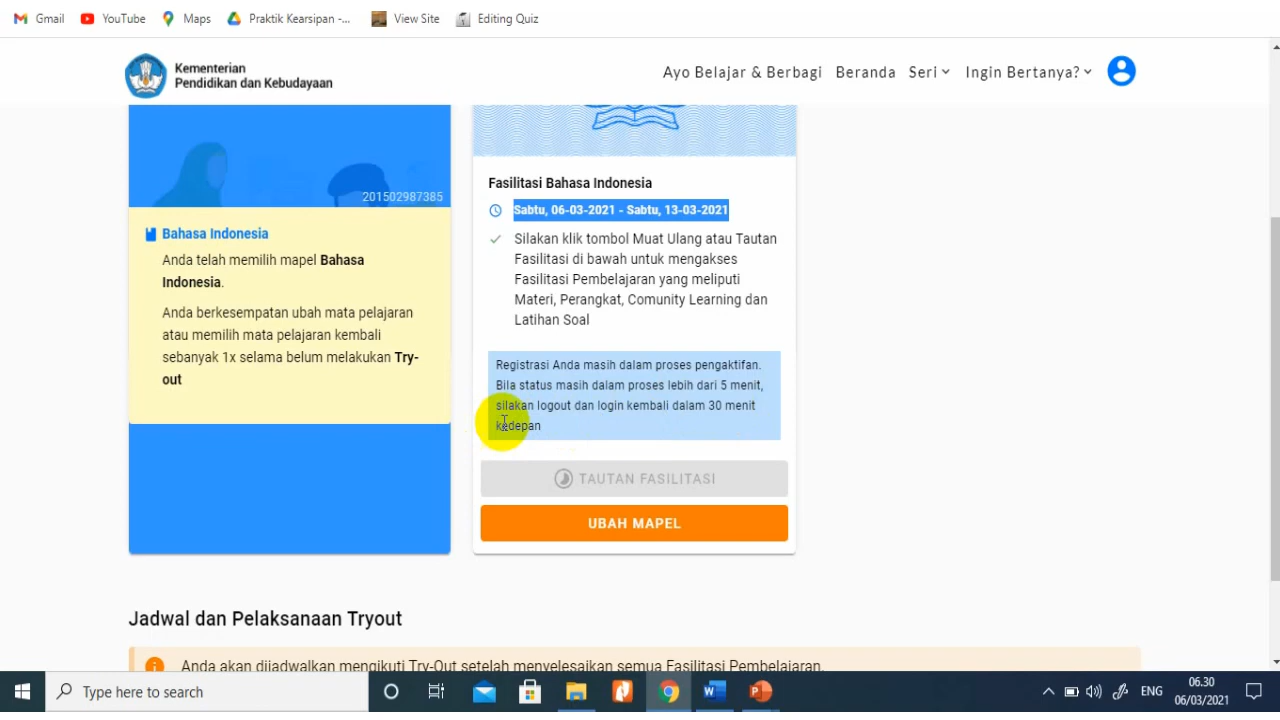 Gmail YouTube Maps Praktik Kearsipan -... View Site Editing Quiz
Kementerian
Pendidikan dan Kebudayaan
Ayo Belajar & Berbagi Beranda Seri Ingin Bertanya?
201502987385
Bahasa Indonesia
Anda telah memilih mapel Bahasa
Indonesia.
Anda berkesempatan ubah mata pelajaran
atau memilih mata pelajaran kembali
sebanyak 1x selama belum melakukan Try-
out
Fasilitasi Bahasa Indonesia
Sabtu, 06-03-2021 - Sabtu, 13-03-2021
Silakan klik tombol Muat Ulang atau Tautan
Fasilitasi di bawah untuk mengakses
Fasilitasi Pembelajaran yang meliputi
Materi, Perangkat, Comunity Learning dan
Latihan Soal
Registrasi Anda masih dalam proses pengaktifan.
Bila status masih dalam proses lebih dari 5 menit,
silakan logout dan login kembali dalam 30 menit
kedepan
TAUTAN FASILITASI
UBAH MAPEL
Jadwal dan Pelaksanaan Tryout
Anda akan dijadwalkan mengikuti Try-Out setelah menyelesaikan semua Fasilitasi Pembelajaran.
Type here to search
ENG
06.30
06/03/2021